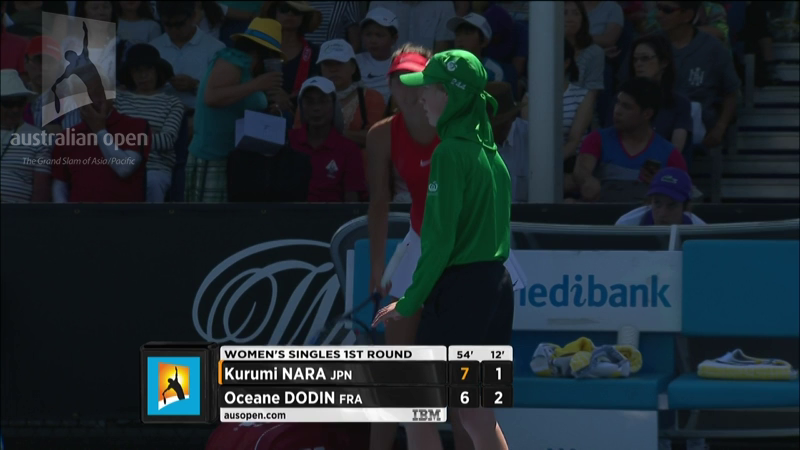 australian open
The Grand Slam of Asia/Pacific
medibank
WOMEN'S SINGLES 1ST ROUND 54' 12'
Kurumi NARA JPN 7 1
Oceane DODIN FRA 6 2
ausopen.com IBM